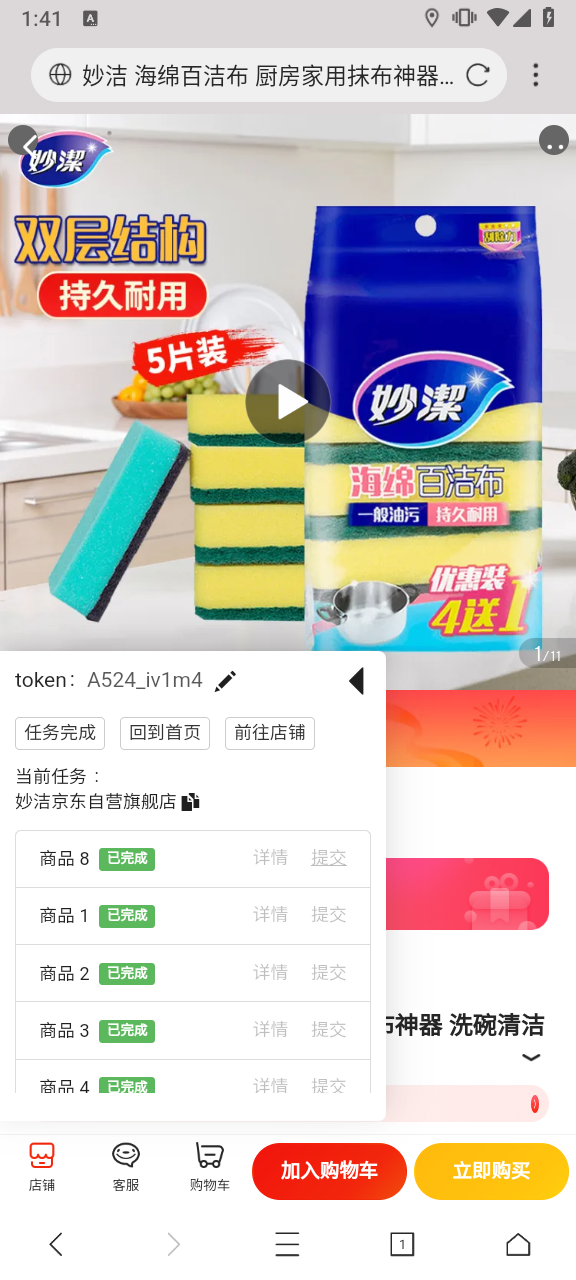 1:41
A
妙洁 海绵百洁布 厨房家用抹布神器...
妙潔
双层结构
持久耐用
5片装
妙潔
海绵百洁布
一般油污 持久耐用
优惠装
4送1
1/11
token: A524_iv1m4
任务完成 回到首页 前往店铺
当前任务：
妙洁京东自营旗舰店
商品 8 已完成 详情 提交
商品 1 已完成 详情 提交
商品 2 已完成 详情 提交
商品 3 已完成 详情 提交
商品 4 已完成 详情 提交
布神器 洗碗清洁
店铺 客服 购物车 加入购物车 立即购买
1